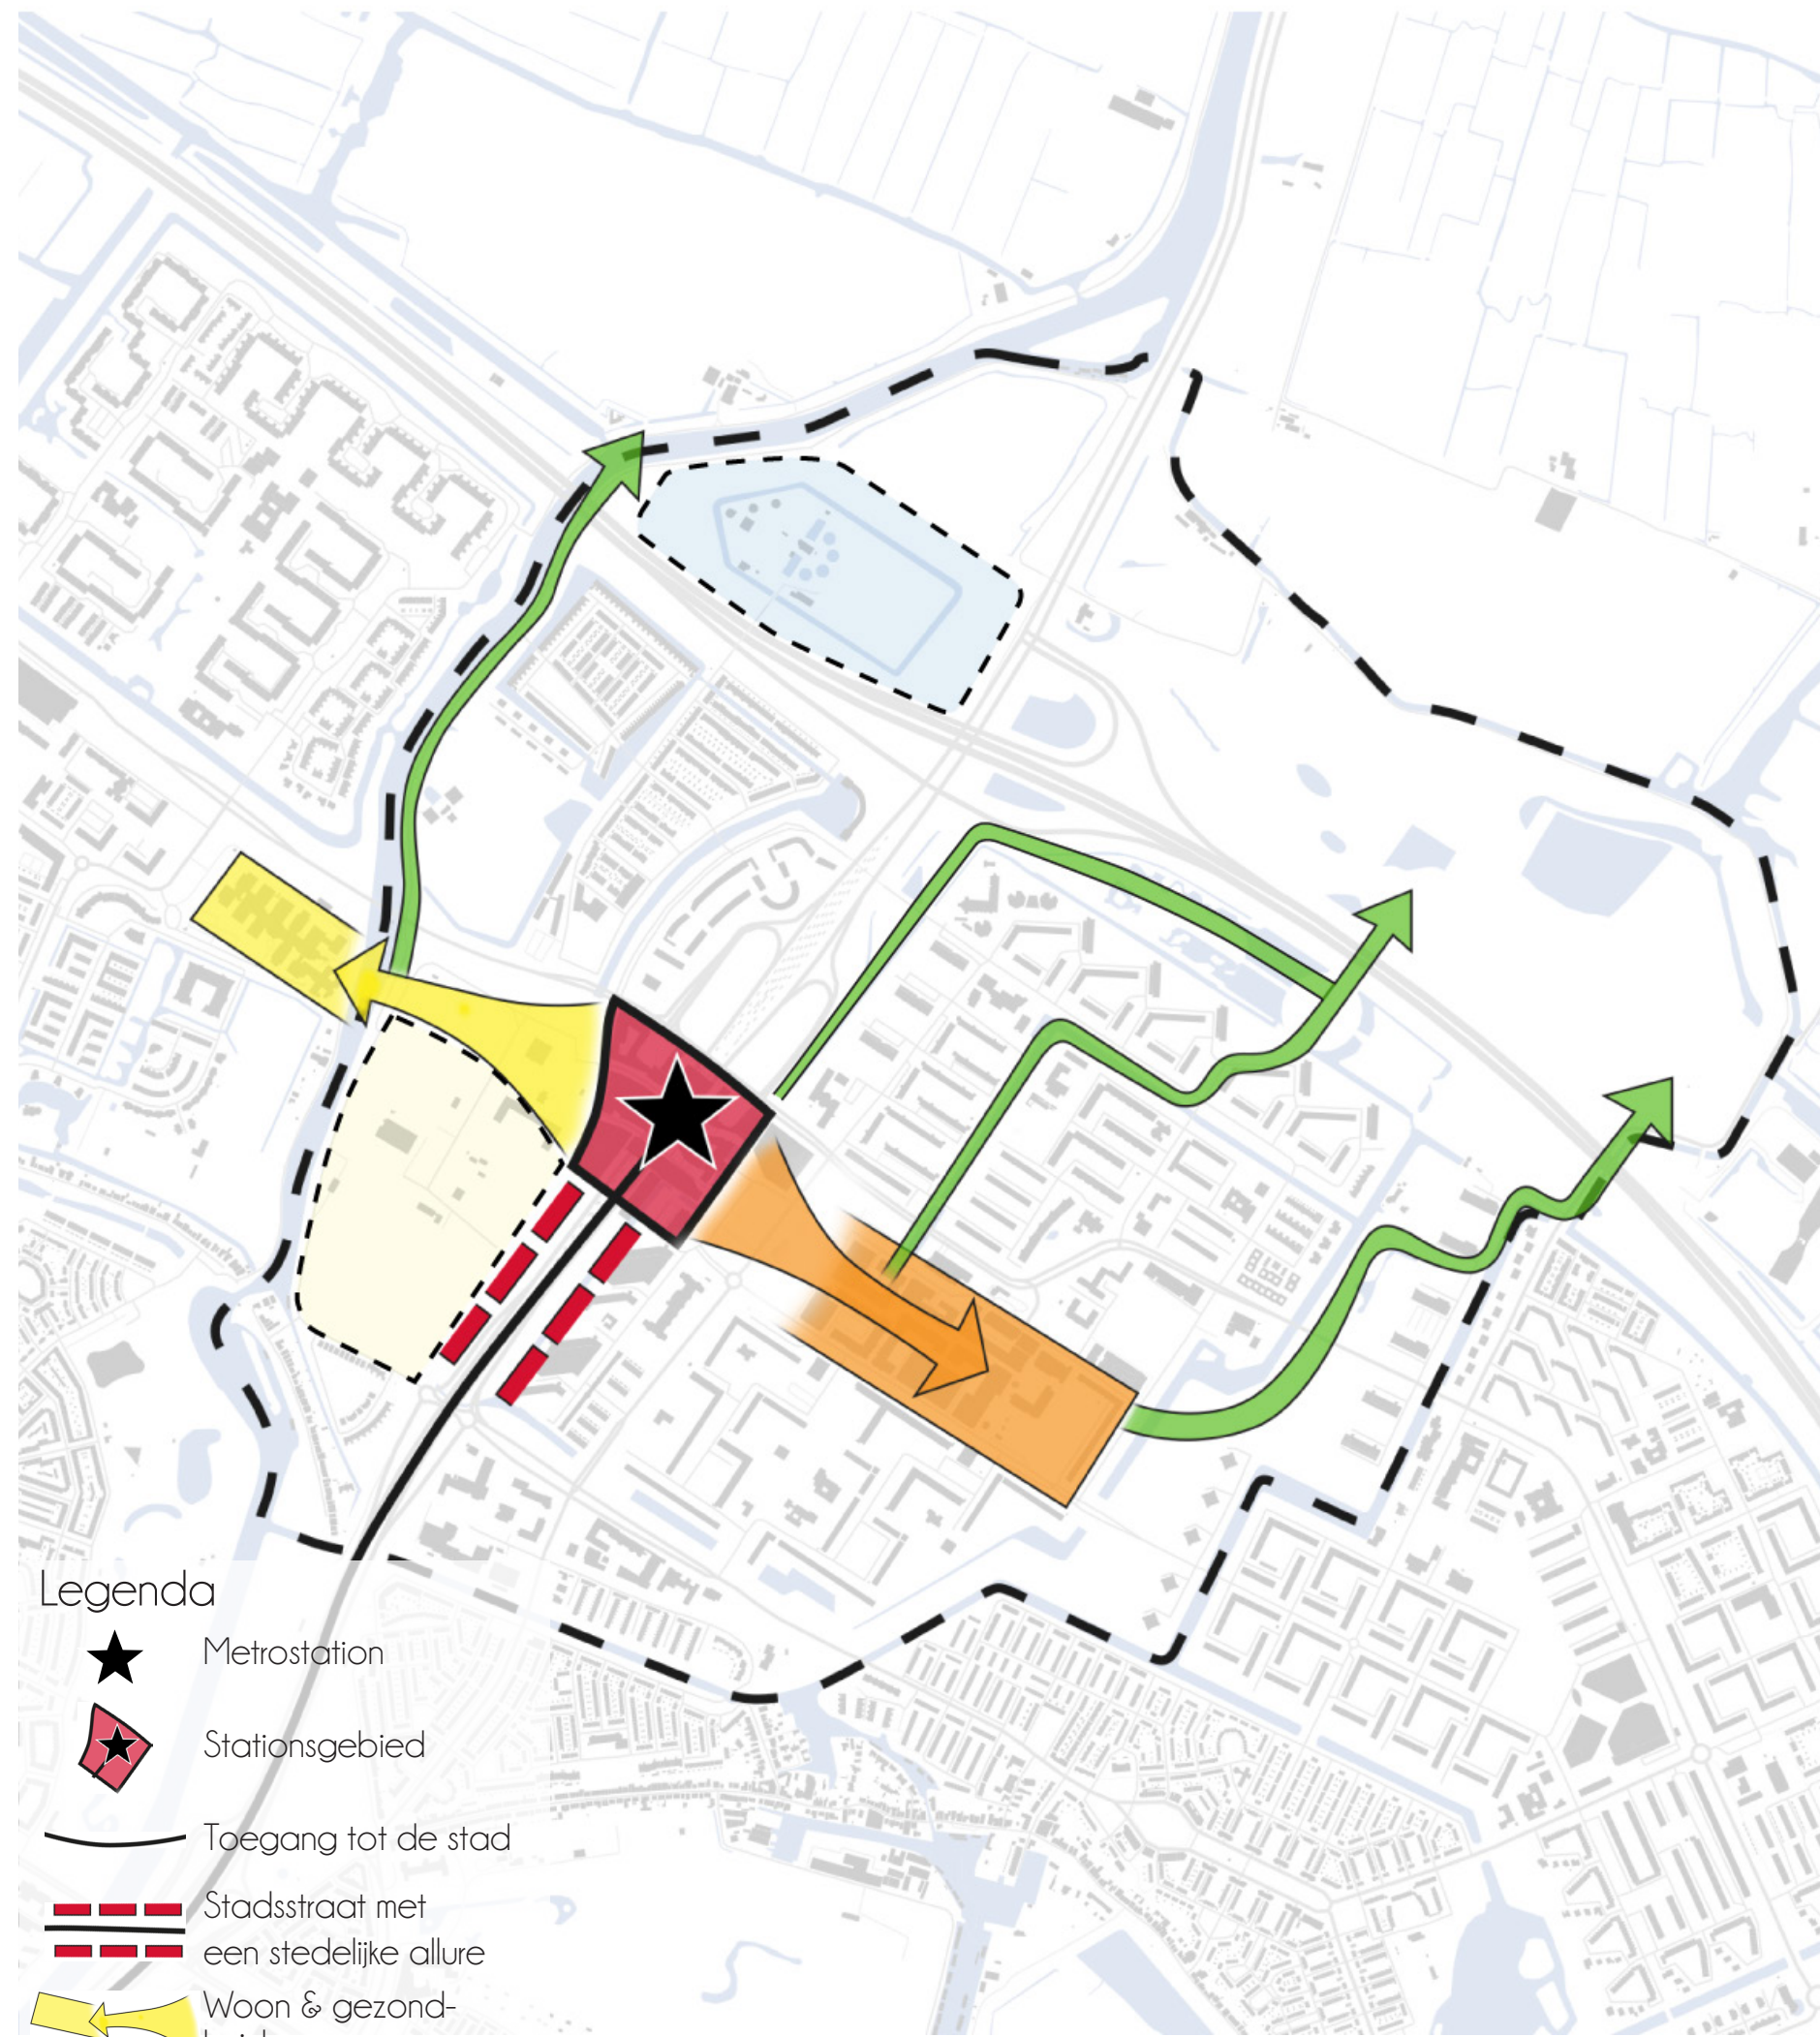 Legenda
Metrostation
Stationsgebied
Toegang tot de stad
Stadsstraat met
een stedelijke allure
Woon & gezond-